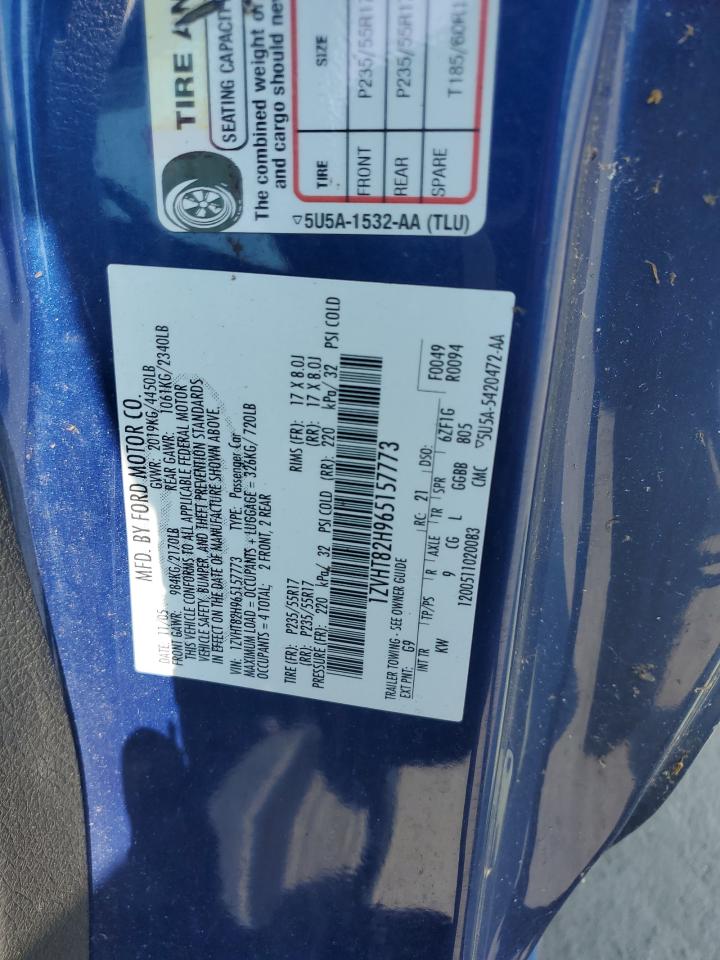 TIRE AN
SEATING CAPACIT
The combined weight of
and cargo should nev
TIRE SIZE
FRONT P235/55R17
REAR P235/55R17
SPARE T185/60R1
5U5A-1532-AA (TLU)
MFD. BY FORD MOTOR CO.
DATE: 11/05 GVWR: 2019KG/4450LB
FRONT GAWR: 984KG/2170LB REAR GAWR: 1061KG/2340LB
THIS VEHICLE CONFORMS TO ALL APPLICABLE FEDERAL MOTOR
VEHICLE SAFETY, BUMPER, AND THEFT PREVENTION STANDARDS
IN EFFECT ON THE DATE OF MANUFACTURE SHOWN ABOVE.
VIN: 1ZVHT82H965157773 TYPE: Passenger Car
MAXIMUM LOAD = OCCUPANTS + LUGGAGE = 326KG/720LB
OCCUPANTS = 4 TOTAL: 2 FRONT, 2 REAR
TIRE (FR): P235/55R17 RIMS (FR): 17 X 8.0J
(RR): P235/55R17 (RR): 17 X 8.0J
PRESSURE (FR): 220 kPa/ 32 PSI COLD (RR): 220 kPa/ 32 PSI COLD
1ZVHT82H965157773
TRAILER TOWING - SEE OWNER GUIDE F0049
EXT PNT: G9 RC: 21 DSO: R0094
INT TR TP/PS R AXLE TR SPR 6ZF1G
KW 9 CG L GGBB 805
1200511020083 CMC 5U5A-5420472-AA